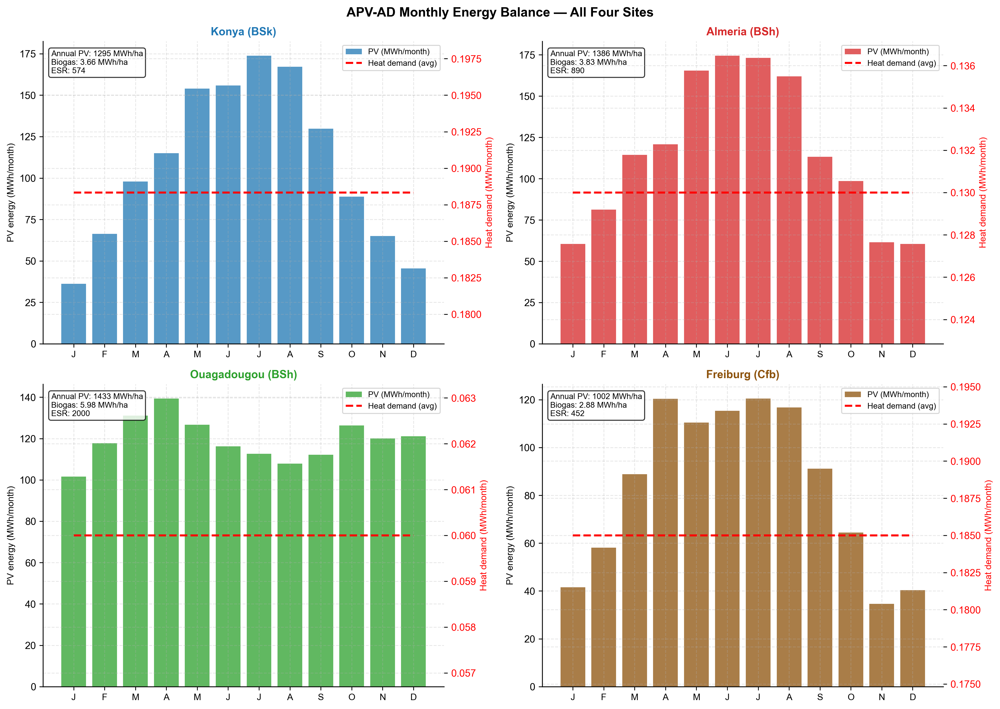 APV-AD Monthly Energy Balance — All Four Sites
Konya (BSk)
Annual PV: 1295 MWh/ha
Biogas: 3.66 MWh/ha
ESR: 574
PV (MWh/month)
Heat demand (avg)
PV energy (MWh/month)
175
150
125
100
75
50
25
0
J F M A M J J A S O N D
0.1975
0.1950
0.1925
0.1900
0.1875
0.1850
0.1825
0.1800
Heat demand (MWh/month)
Almeria (BSh)
Annual PV: 1386 MWh/ha
Biogas: 3.83 MWh/ha
ESR: 890
PV (MWh/month)
Heat demand (avg)
PV energy (MWh/month)
175
150
125
100
75
50
25
0
J F M A M J J A S O N D
0.136
0.134
0.132
0.130
0.128
0.126
0.124
Heat demand (MWh/month)
Ouagadougou (BSh)
Annual PV: 1433 MWh/ha
Biogas: 5.98 MWh/ha
ESR: 2000
PV (MWh/month)
Heat demand (avg)
PV energy (MWh/month)
140
120
100
80
60
40
20
0
J F M A M J J A S O N D
0.063
0.062
0.061
0.060
0.059
0.058
0.057
Heat demand (MWh/month)
Freiburg (Cfb)
Annual PV: 1002 MWh/ha
Biogas: 2.88 MWh/ha
ESR: 452
PV (MWh/month)
Heat demand (avg)
PV energy (MWh/month)
120
100
80
60
40
20
0
J F M A M J J A S O N D
0.1950
0.1925
0.1900
0.1875
0.1850
0.1825
0.1800
0.1775
0.1750
Heat demand (MWh/month)